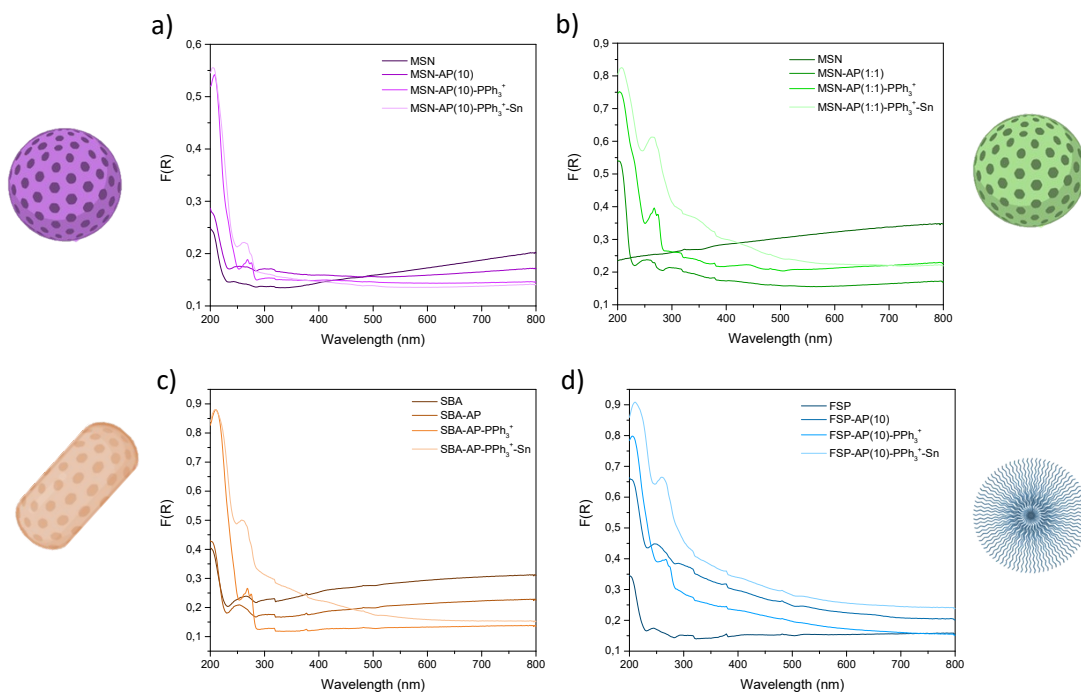 a)
0,6
0,5
0,4
0,3
0,2
0,1
F(R)
200 300 400 500 600 700 800
Wavelength (nm)
MSN
MSN-AP(10)
MSN-AP(10)-PPh₃⁺
MSN-AP(10)-PPh₃⁺-Sn
b)
0,9
0,8
0,7
0,6
0,5
0,4
0,3
0,2
0,1
F(R)
200 300 400 500 600 700 800
Wavelength (nm)
MSN
MSN-AP(1:1)
MSN-AP(1:1)-PPh₃⁺
MSN-AP(1:1)-PPh₃⁺-Sn
c)
0,9
0,8
0,7
0,6
0,5
0,4
0,3
0,2
0,1
F(R)
200 300 400 500 600 700 800
Wavelength (nm)
SBA
SBA-AP
SBA-AP-PPh₃⁺
SBA-AP-PPh₃⁺-Sn
d)
0,9
0,8
0,7
0,6
0,5
0,4
0,3
0,2
0,1
F(R)
200 300 400 500 600 700 800
Wavelength (nm)
FSP
FSP-AP(10)
FSP-AP(10)-PPh₃⁺
FSP-AP(10)-PPh₃⁺-Sn